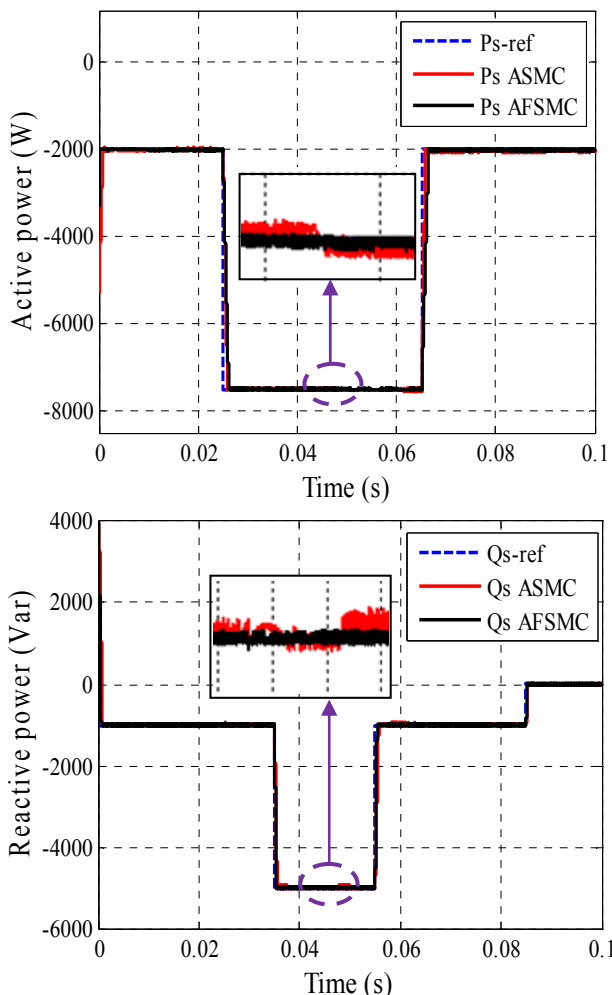 0
-2000
-4000
-6000
-8000
Active power (W)
Ps-ref
Ps ASMC
Ps AFSMC
0 0.02 0.04 0.06 0.08 0.1
Time (s)
4000
2000
0
-2000
-4000
-6000
Reactive power (Var)
Qs-ref
Qs ASMC
Qs AFSMC
0 0.02 0.04 0.06 0.08 0.1
Time (s)